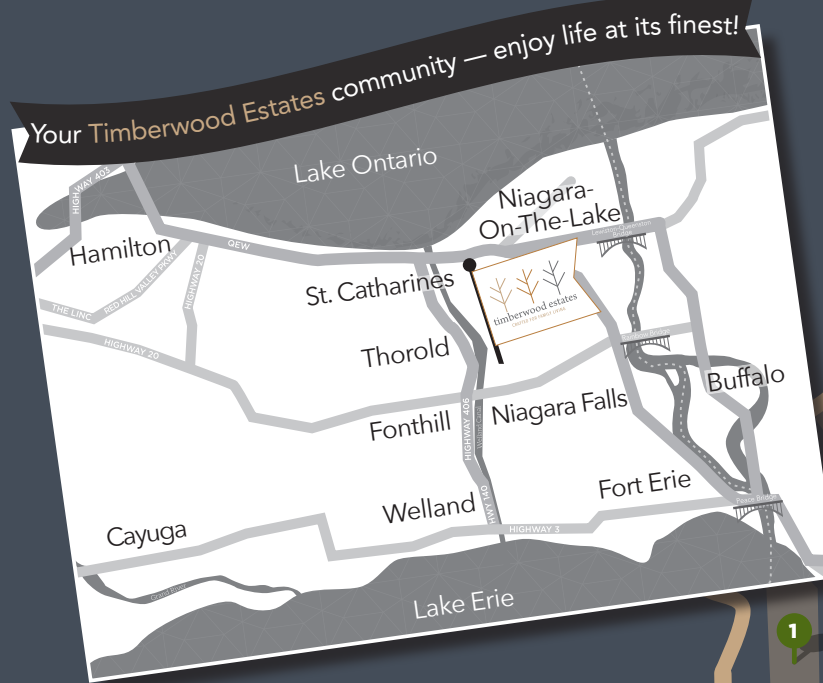 Your Timberwood Estates community — enjoy life at its finest!
Lake Ontario
HIGHWAY 403
Niagara-
On-The-Lake
Lewiston-Queenston
Bridge
Hamilton
QEW
St. Catharines
timberwood estates
THE LINC
RED HILL VALLEY PKWY
HIGHWAY 20
HIGHWAY 20
Thorold
Rainbow Bridge
Buffalo
Fonthill
HIGHWAY 406
Welland Canal
Niagara Falls
Welland
HWY 140
Fort Erie
Peace Bridge
Cayuga
HIGHWAY 3
Grand River
Lake Erie
1